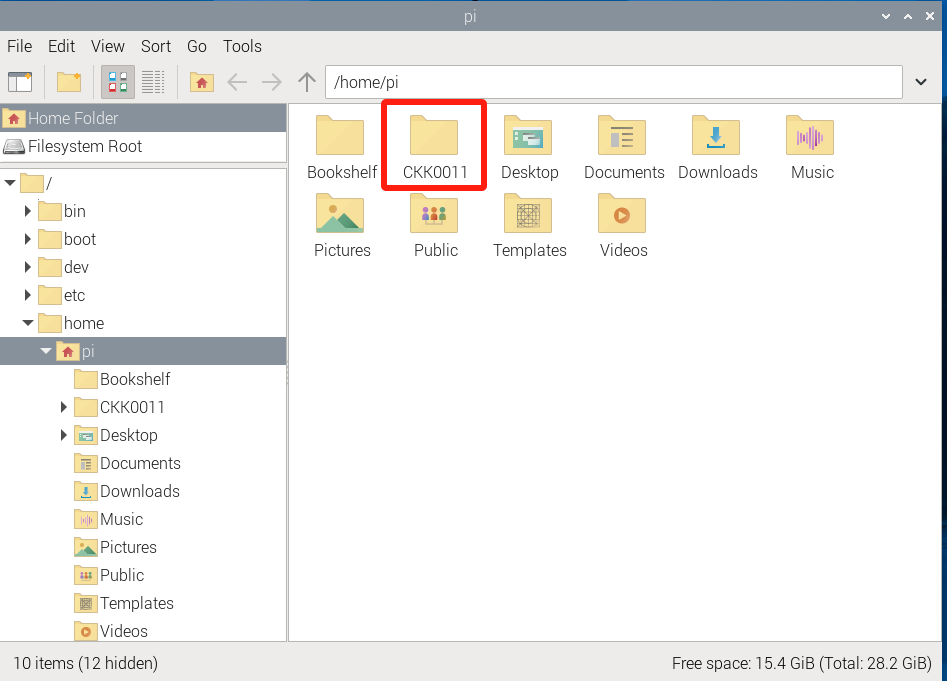 pi
File Edit View Sort Go Tools
/home/pi
Home Folder
Filesystem Root
/
bin
boot
dev
etc
home
pi
Bookshelf
CKK0011
Desktop
Documents
Downloads
Music
Pictures
Public
Templates
Videos
Bookshelf CKK0011 Desktop Documents Downloads Music
Pictures Public Templates Videos
10 items (12 hidden) Free space: 15.4 GiB (Total: 28.2 GiB)